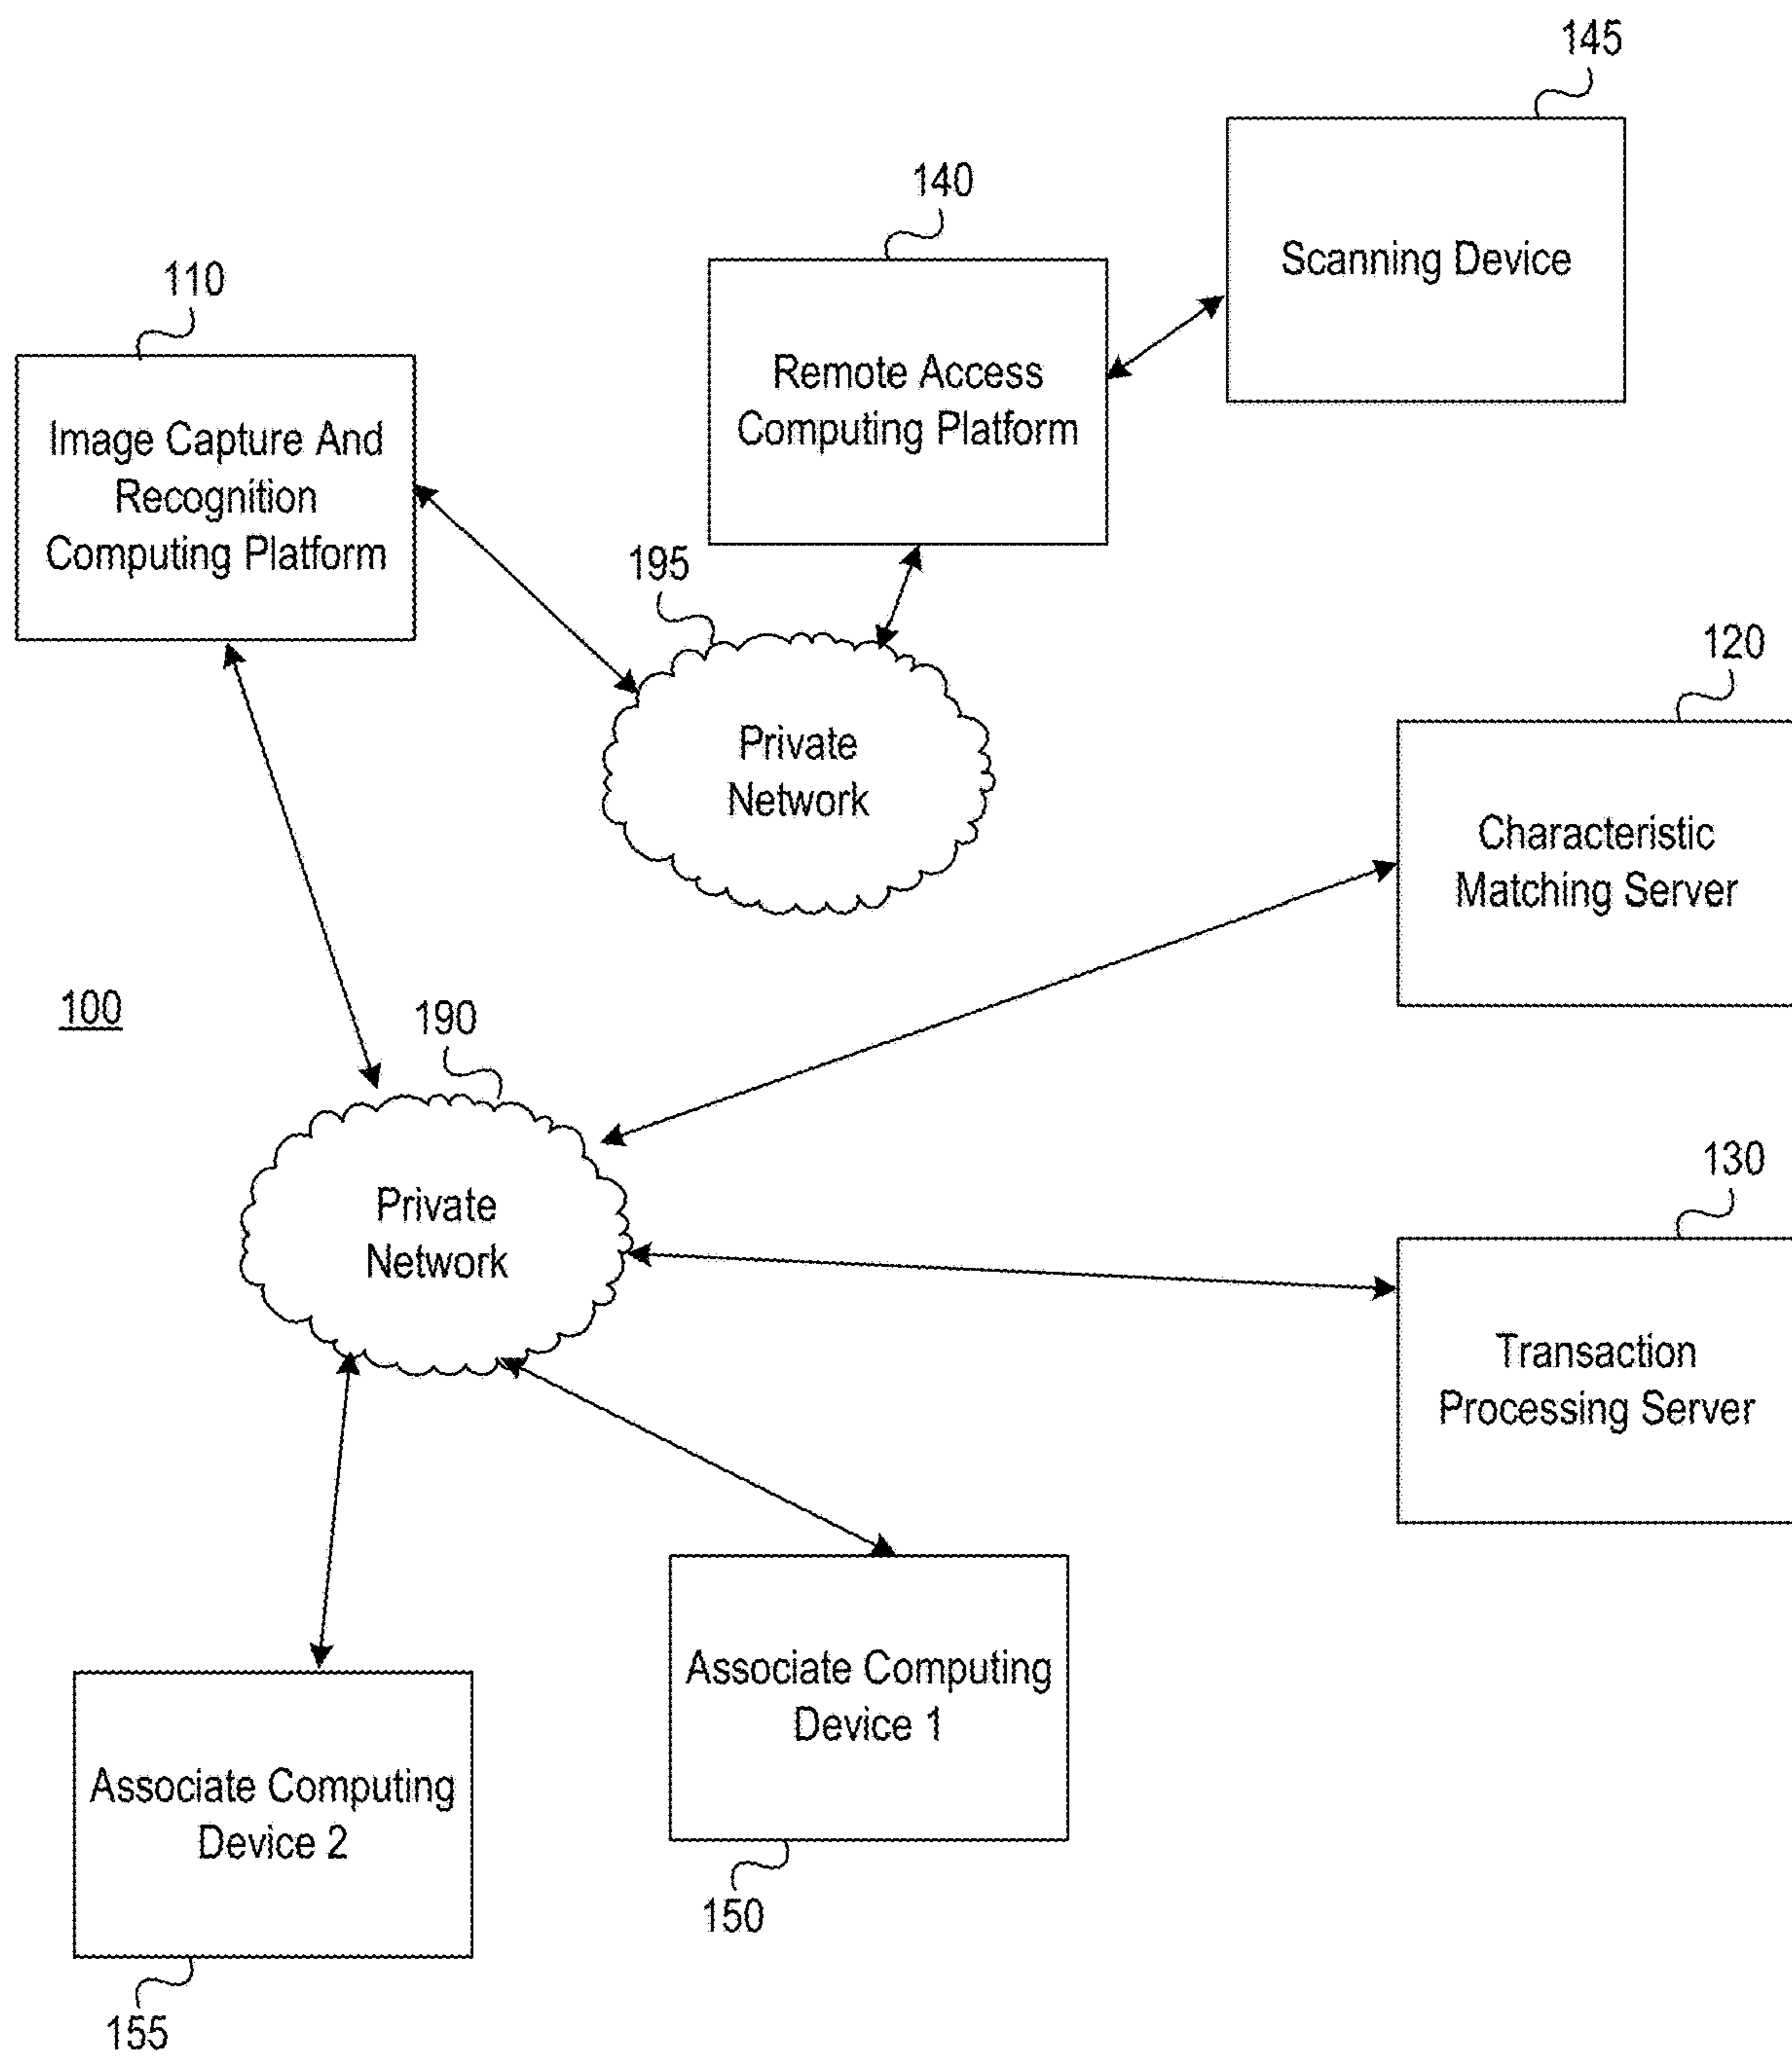 145
140
Scanning Device
110
Remote Access
Computing Platform
Image Capture And
Recognition
Computing Platform
195
120
Private
Network
Characteristic
Matching Server
100
190
130
Private
Network
Transaction
Processing Server
Associate Computing
Device 1
Associate Computing
Device 2
150
155